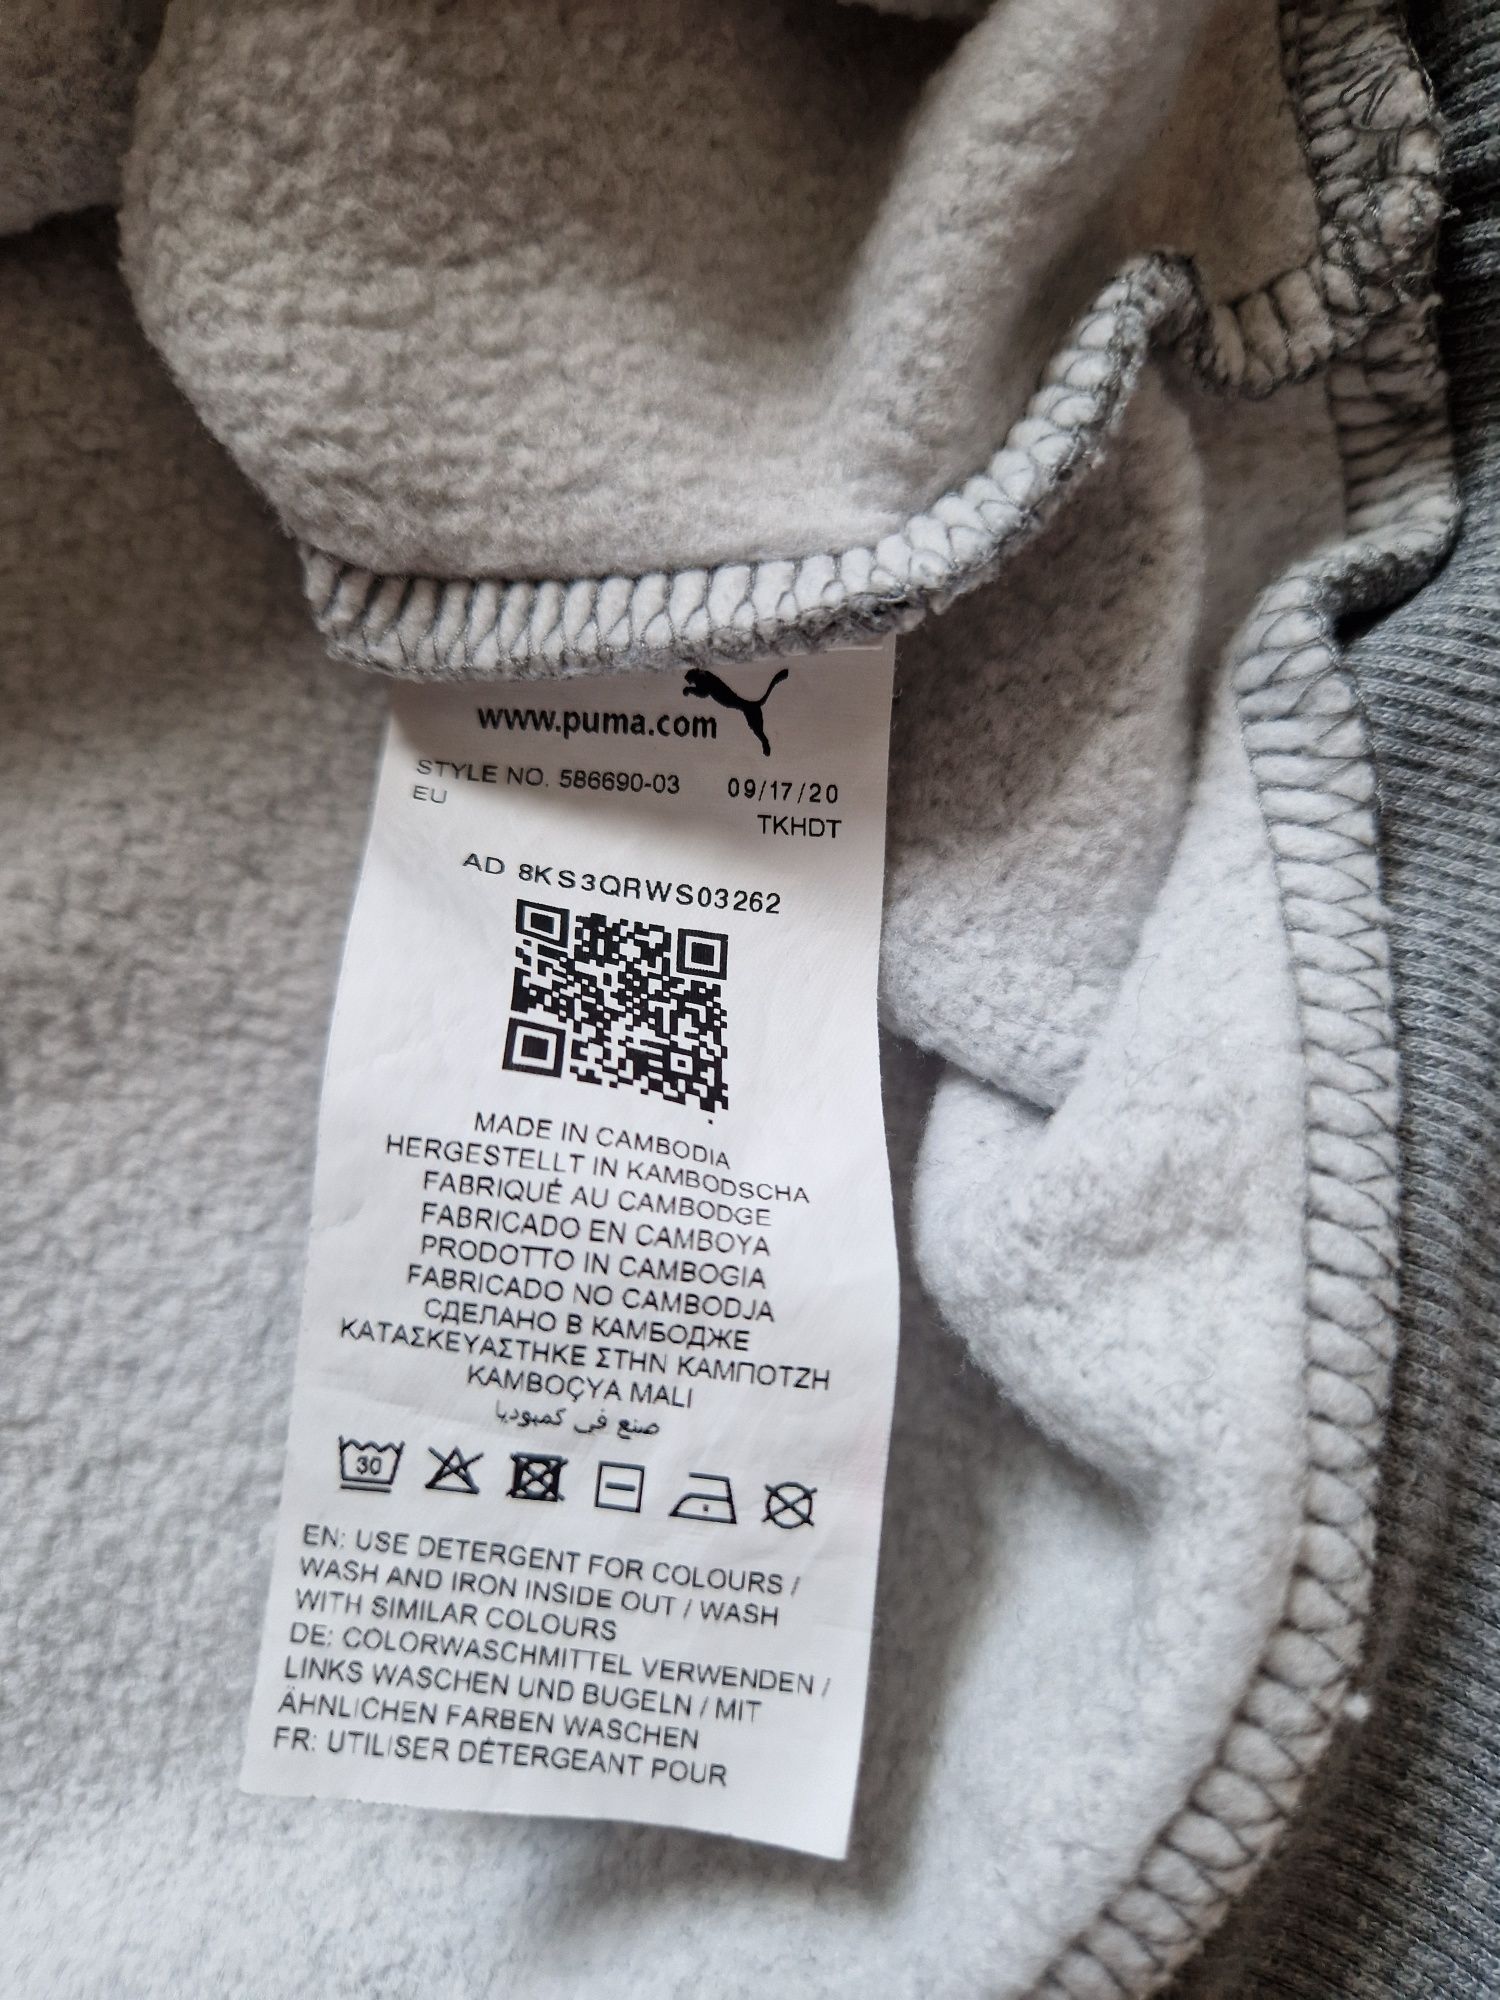 www.puma.com
STYLE NO. 586690-03 09/17/20
EU TKHDT
AD 8KS3QRWS03262
MADE IN CAMBODIA
HERGESTELLT IN KAMBODSCHA
FABRIQUÉ AU CAMBODGE
FABRICADO EN CAMBOYA
PRODOTTO IN CAMBOGIA
FABRICADO NO CAMBODJA
СДЕЛАНО В КАМБОДЖЕ
ΚΑΤΑΣΚΕΥΑΣΤΗΚΕ ΣΤΗΝ ΚΑΜΠΟΤΖΗ
KAMBOÇYA MALI
صنع في كمبوديا
30
EN: USE DETERGENT FOR COLOURS /
WASH AND IRON INSIDE OUT / WASH
WITH SIMILAR COLOURS
DE: COLORWASCHMITTEL VERWENDEN /
LINKS WASCHEN UND BUGELN / MIT
ÄHNLICHEN FARBEN WASCHEN
FR: UTILISER DÉTERGEANT POUR